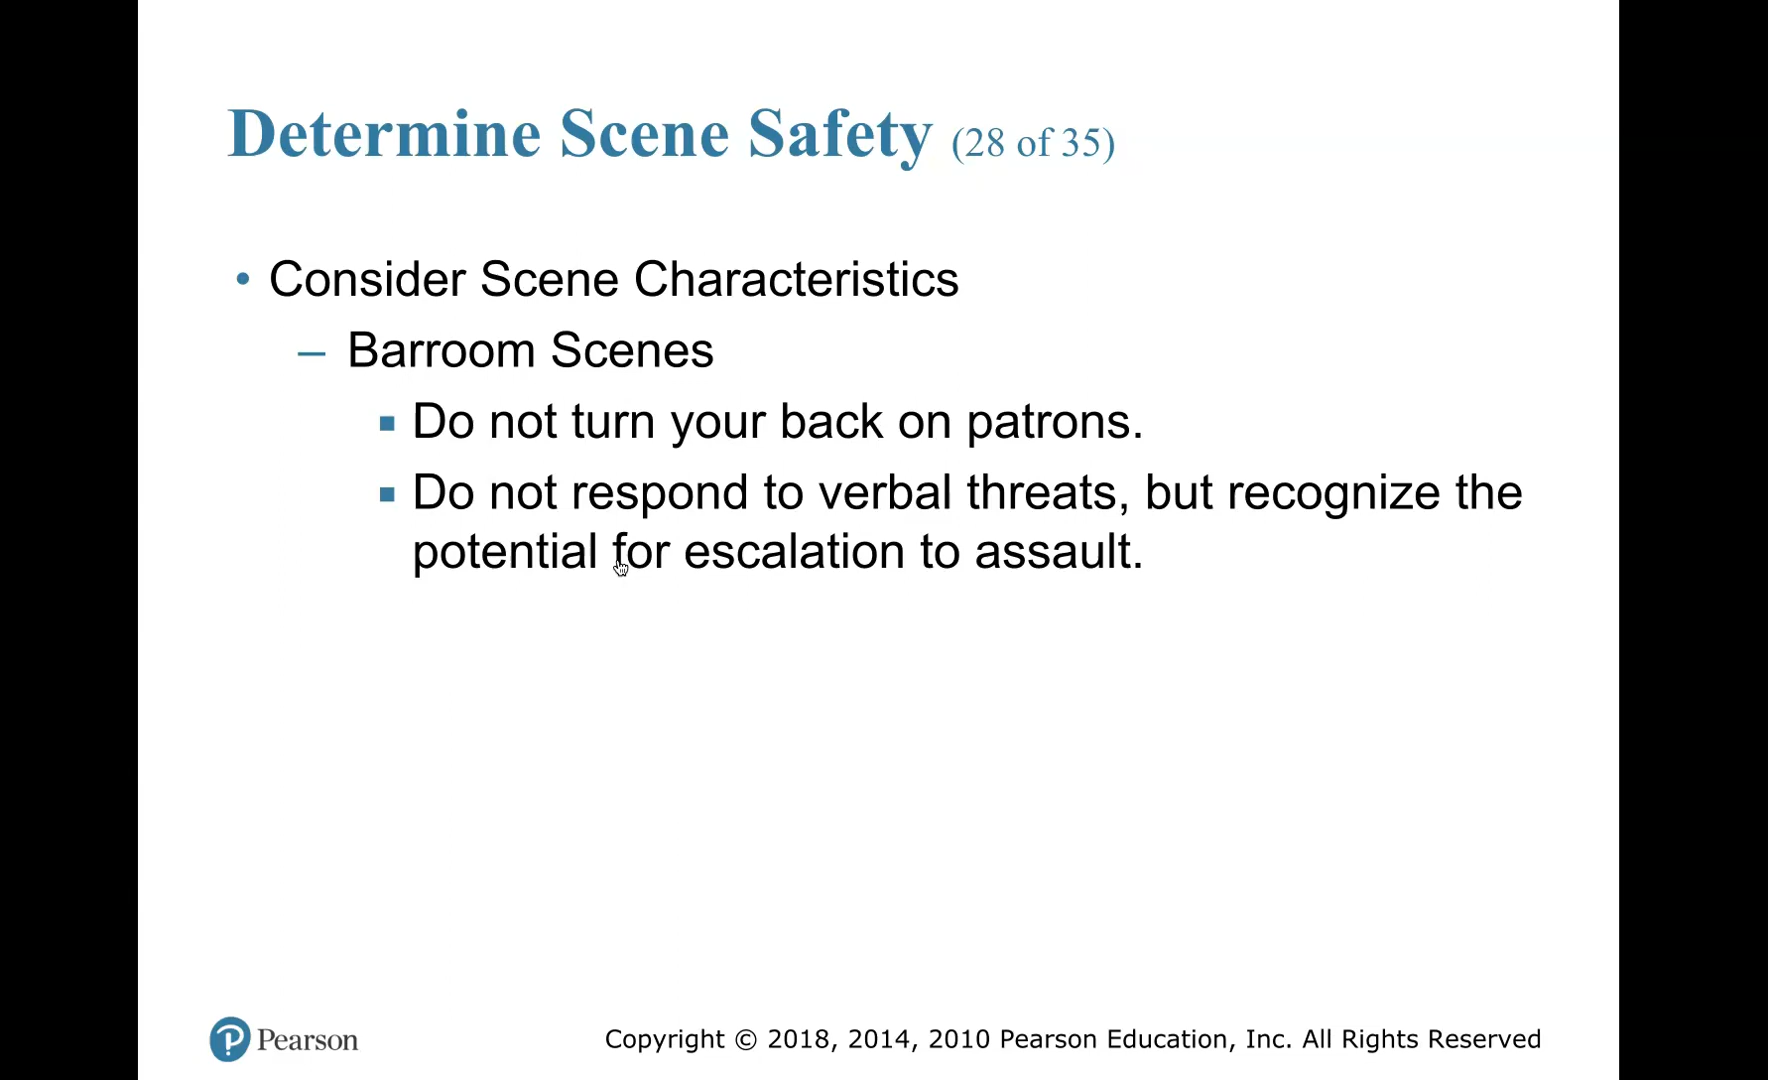 Determine Scene Safety (28 of 35)
• Consider Scene Characteristics
– Barroom Scenes
▪ Do not turn your back on patrons.
▪ Do not respond to verbal threats, but recognize the
potential for escalation to assault.
Pearson
Copyright © 2018, 2014, 2010 Pearson Education, Inc. All Rights Reserved